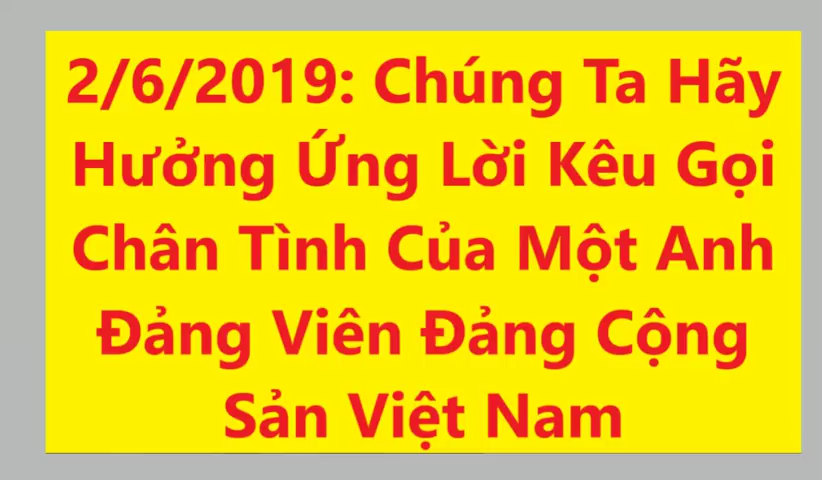 2/6/2019: Chúng Ta Hãy
Hưởng Ứng Lời Kêu Gọi
Chân Tình Của Một Anh
Đảng Viên Đảng Cộng
Sản Việt Nam